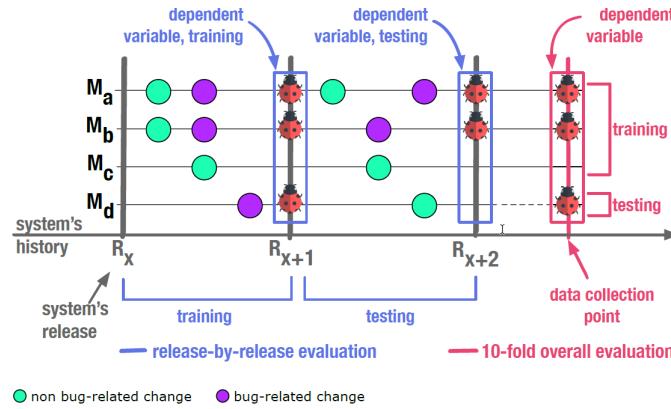 dependent
variable, training
dependent
variable, testing
dependent
variable
Ma
Mb
Mc
Md
training
testing
system's
history
Rx
Rx+1
Rx+2
system's
release
training
testing
data collection
point
release-by-release evaluation
10-fold overall evaluation
non bug-related change
bug-related change